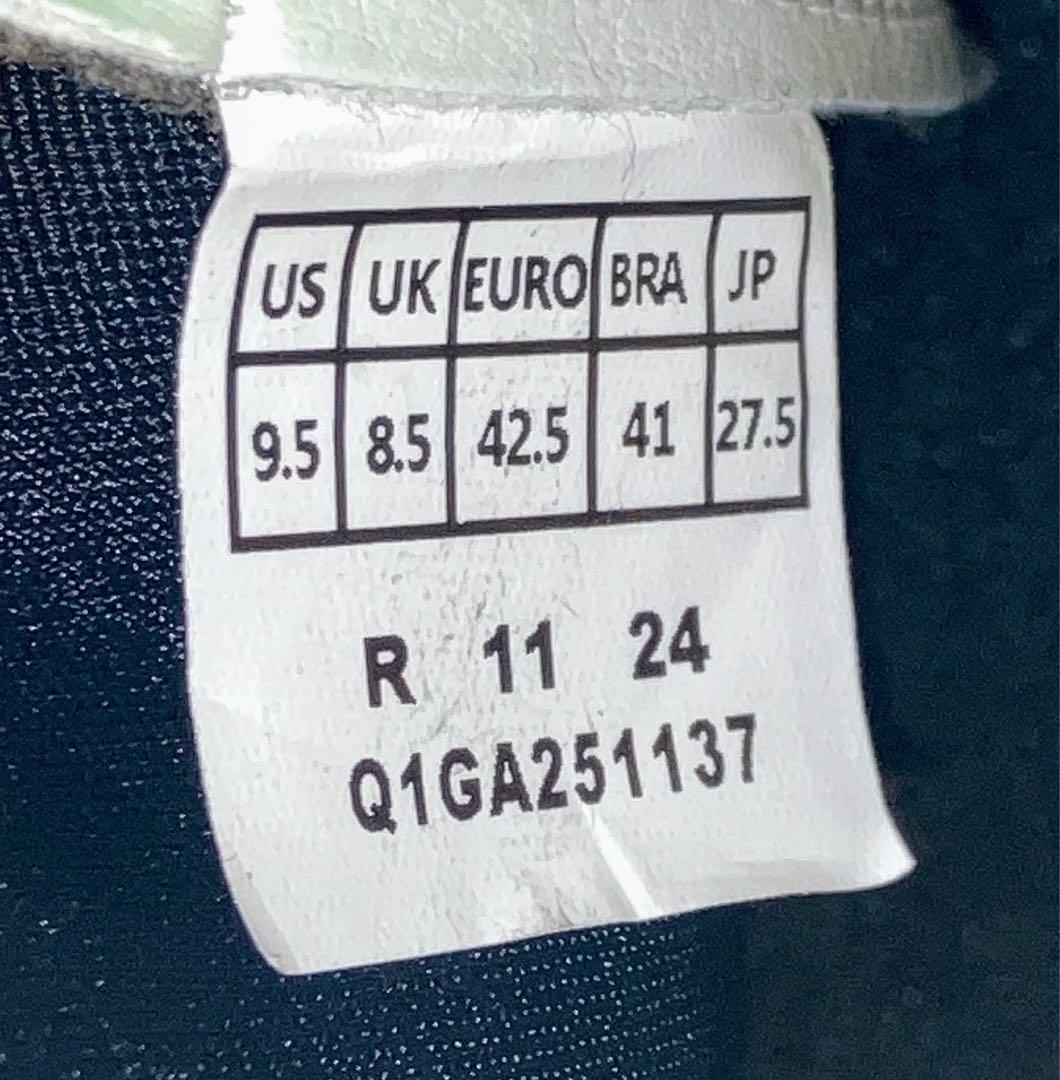 US UK EURO BRA JP
9.5 8.5 42.5 41 27.5
R 11 24
Q1GA251137